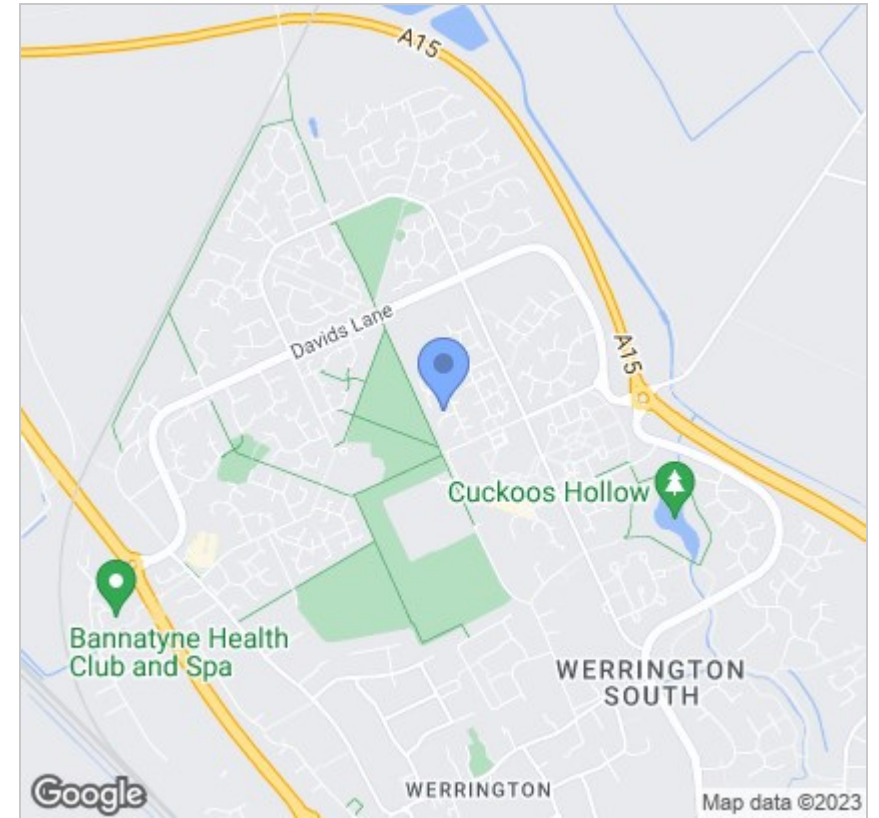 A15
Davids Lane
A15
Cuckoos Hollow
Bannatyne Health
Club and Spa
WERRINGTON
SOUTH
WERRINGTON
Google
Map data ©2023